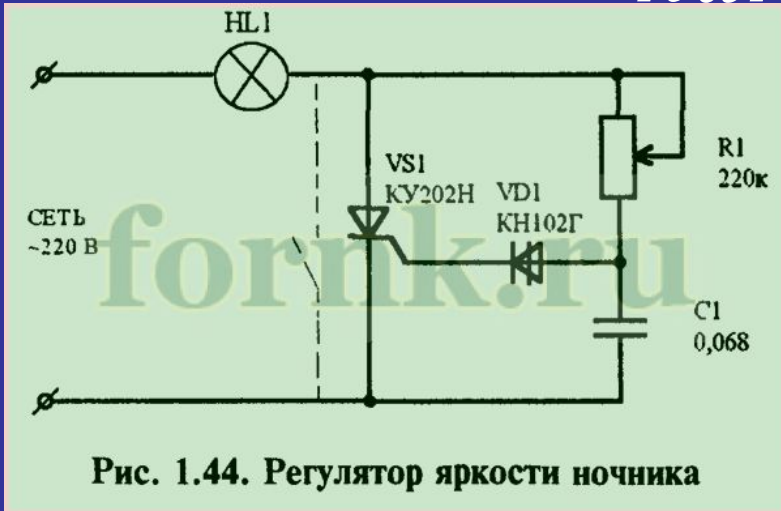 HL1
VS1
КУ202Н
VD1
КН102Г
R1
220к
СЕТЬ
~220 В
fornk.ru
C1
0,068
Рис. 1.44. Регулятор яркости ночника